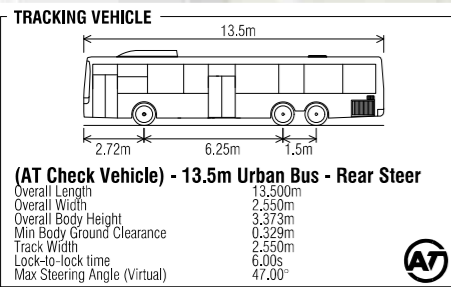 TRACKING VEHICLE
13.5m
2.72m 6.25m 1.5m
(AT Check Vehicle) - 13.5m Urban Bus - Rear Steer
Overall Length 13.500m
Overall Width 2.550m
Overall Body Height 3.373m
Min Body Ground Clearance 0.329m
Track Width 2.550m
Lock-to-lock time 6.00s
Max Steering Angle (Virtual) 47.00°
AT